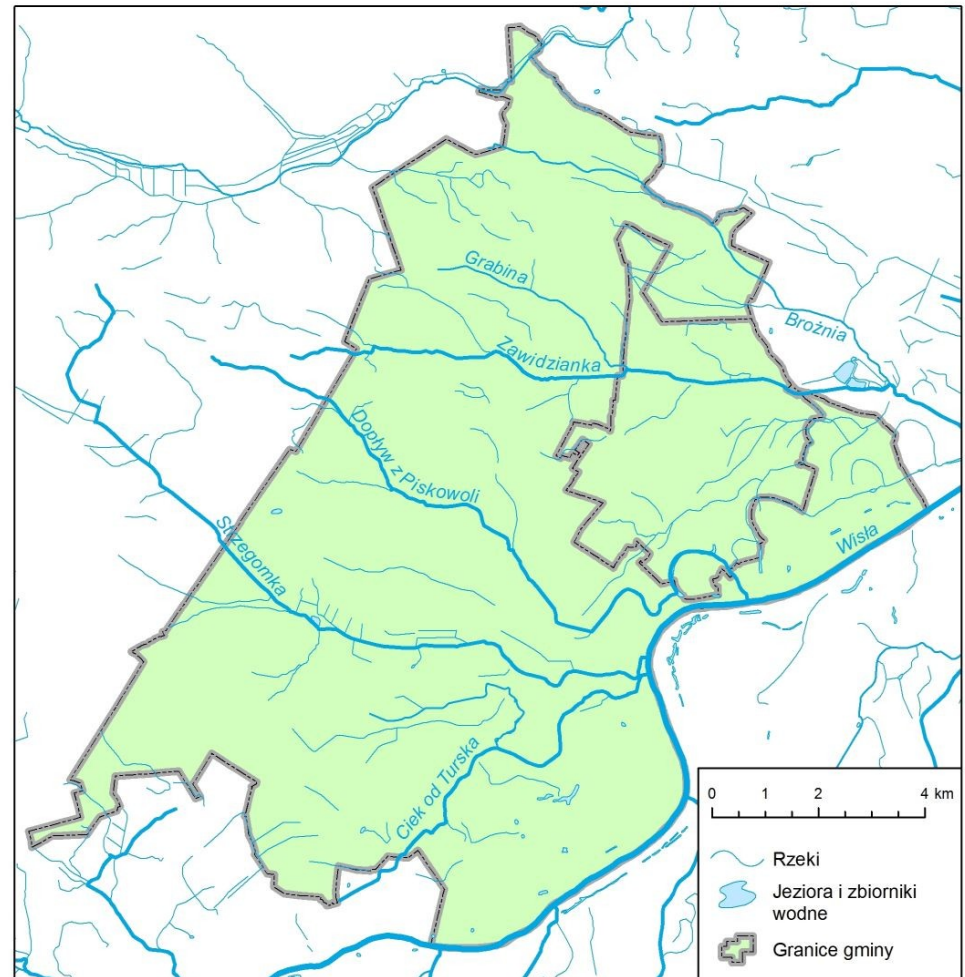 Grabina
Brożnia
Zawidzianka
Dopływ z Piskowoli
Strzegomka
Wisła
Ciek od Turska
0 1 2 4 km
Rzeki
Jeziora i zbiorniki
wodne
Granice gminy